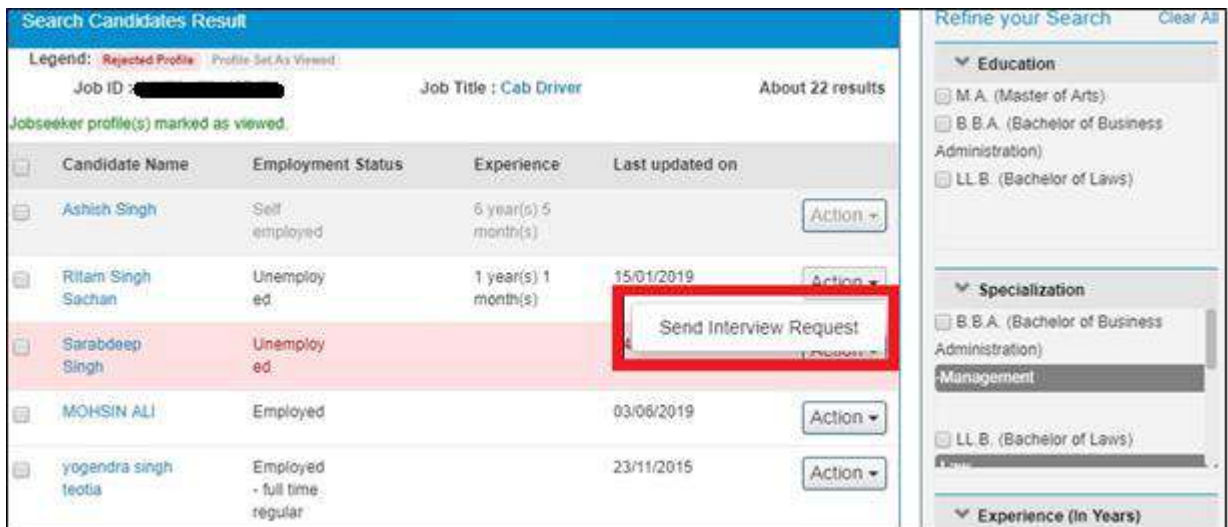 Search Candidates Result
Legend: Rejected Profile Profile Set As Viewed
Job ID :
Job Title : Cab Driver
About 22 results
Jobseeker profile(s) marked as viewed.
Candidate Name Employment Status Experience Last updated on
Ashish Singh Self 6 year(s) 5 Action
employed month(s)
Ritam Singh Unemploy 1 year(s) 1 15/01/2019 Action
Sachan ed month(s)
Send Interview Request
Sarabdeep Unemploy Action
Singh ed
MOHSIN ALI Employed 03/06/2019 Action
yogendra singh Employed 23/11/2015 Action
teotia - full time
regular
Refine your Search Clear All
Education
M.A. (Master of Arts)
B.B.A. (Bachelor of Business
Administration)
LL.B. (Bachelor of Laws)
Specialization
B.B.A. (Bachelor of Business
Administration)
-Management
LL.B. (Bachelor of Laws)
Experience (In Years)